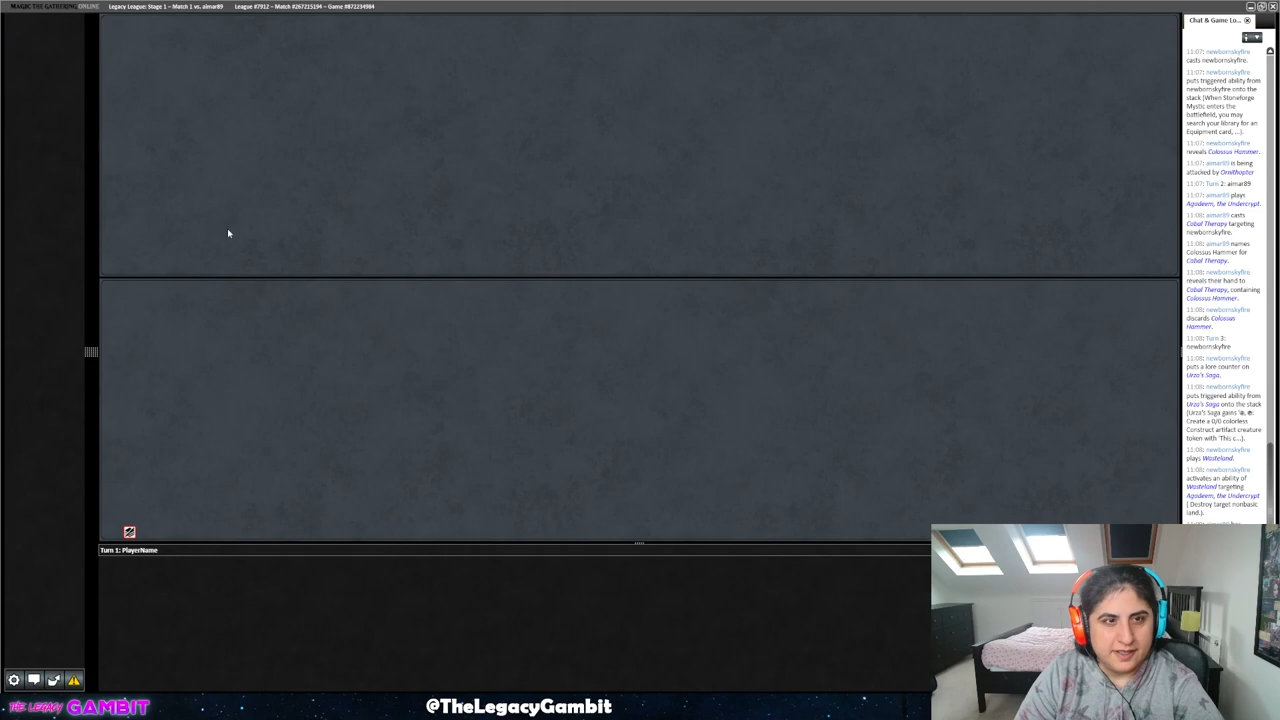 MAGIC THE GATHERING ONLINE Legacy League: Stage 1 – Match 1 vs. aimar89 League #7912 – Match #267215194 – Game #872234984
Chat & Game Lo...
11:07: newbornskyfire
casts newbornskyfire.
11:07: newbornskyfire
puts triggered ability from
newbornskyfire onto the
stack (When Stoneforge
Mystic enters the
battlefield, you may
search your library for an
Equipment card, ...).
11:07: newbornskyfire
reveals Colossus Hammer.
11:07: aimar89 is being
attacked by Ornithopter
11:07: Turn 2: aimar89
11:07: aimar89 plays
Agadeem, the Undercrypt.
11:08: aimar89 casts
Cabal Therapy targeting
newbornskyfire.
11:08: aimar89 names
Colossus Hammer for
Cabal Therapy.
11:08: newbornskyfire
reveals their hand to
Cabal Therapy, containing
Colossus Hammer.
11:08: newbornskyfire
discards Colossus
Hammer.
11:08: Turn 3:
newbornskyfire
11:08: newbornskyfire
puts a lore counter on
Urza's Saga.
11:08: newbornskyfire
puts triggered ability from
Urza's Saga onto the stack
(Urza's Saga gains
Create a 0/0 colorless
Construct artifact creature
token with 'This c...).
11:08: newbornskyfire
plays Wasteland.
11:08: newbornskyfire
activates an ability of
Wasteland targeting
Agadeem, the Undercrypt
( Destroy target nonbasic
land.).
Turn 1: PlayerName
THE LEGACY GAMBIT
@TheLegacyGambit